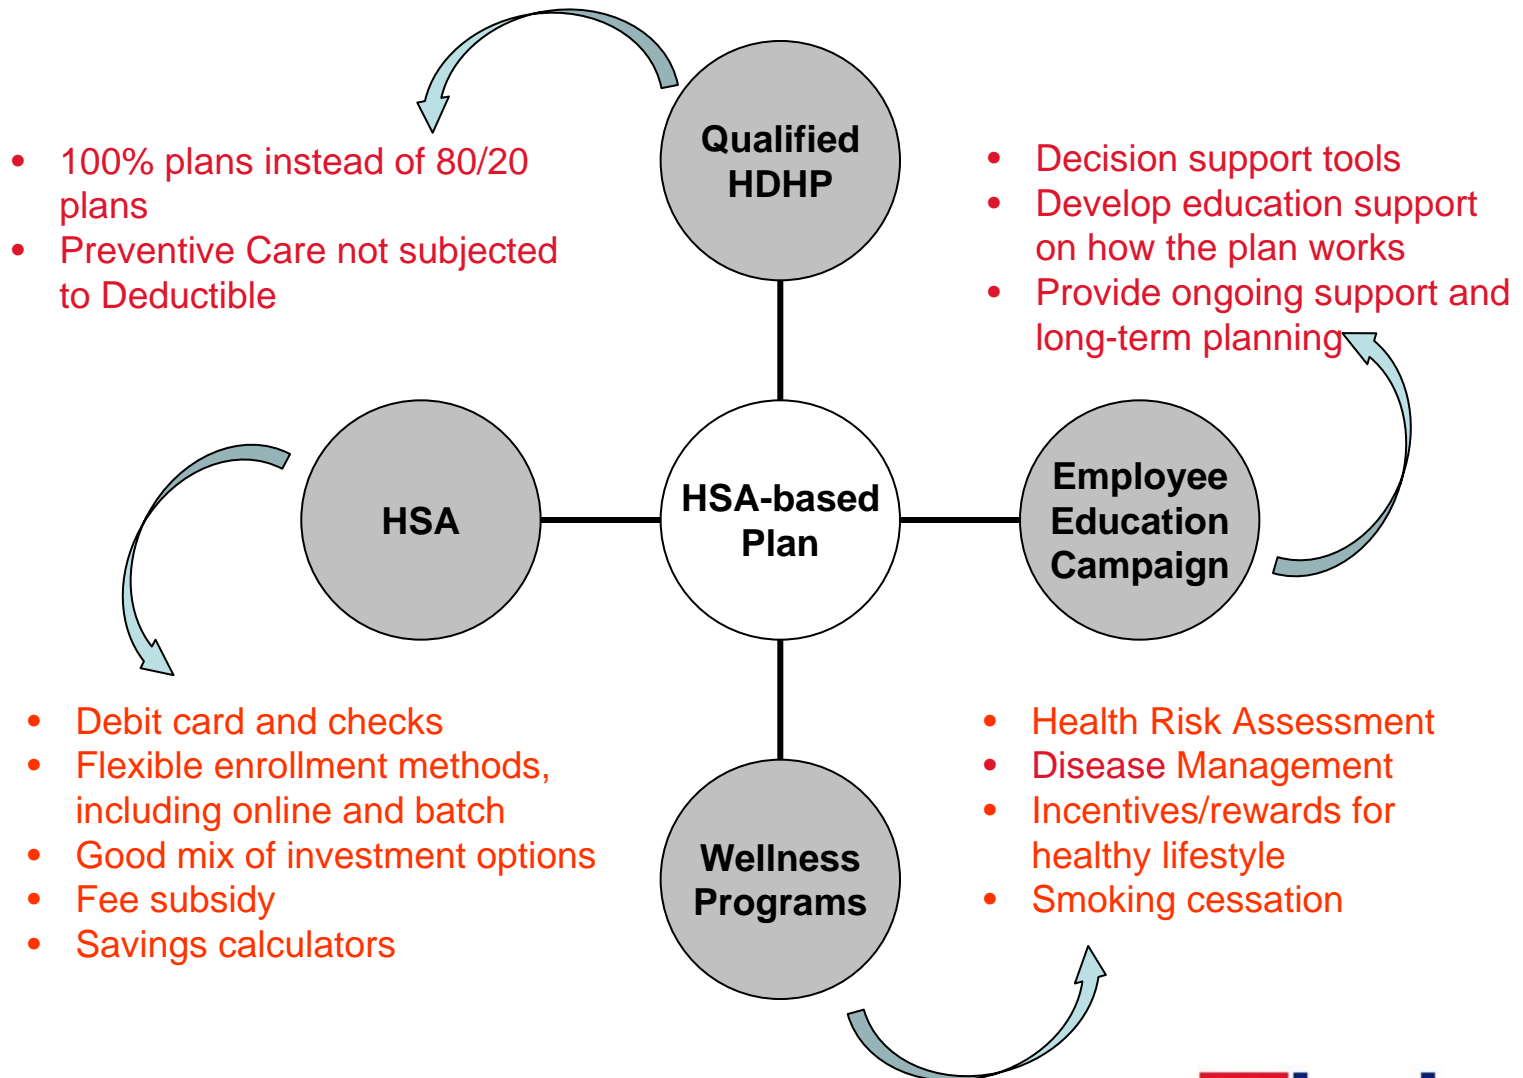 Qualified
HDHP
• 100% plans instead of 80/20
plans
• Preventive Care not subjected
to Deductible
• Decision support tools
• Develop education support
on how the plan works
• Provide ongoing support and
long-term planning
HSA
HSA-based
Plan
Employee
Education
Campaign
• Debit card and checks
• Flexible enrollment methods,
including online and batch
• Good mix of investment options
• Fee subsidy
• Savings calculators
Wellness
Programs
• Health Risk Assessment
• Disease Management
• Incentives/rewards for
healthy lifestyle
• Smoking cessation